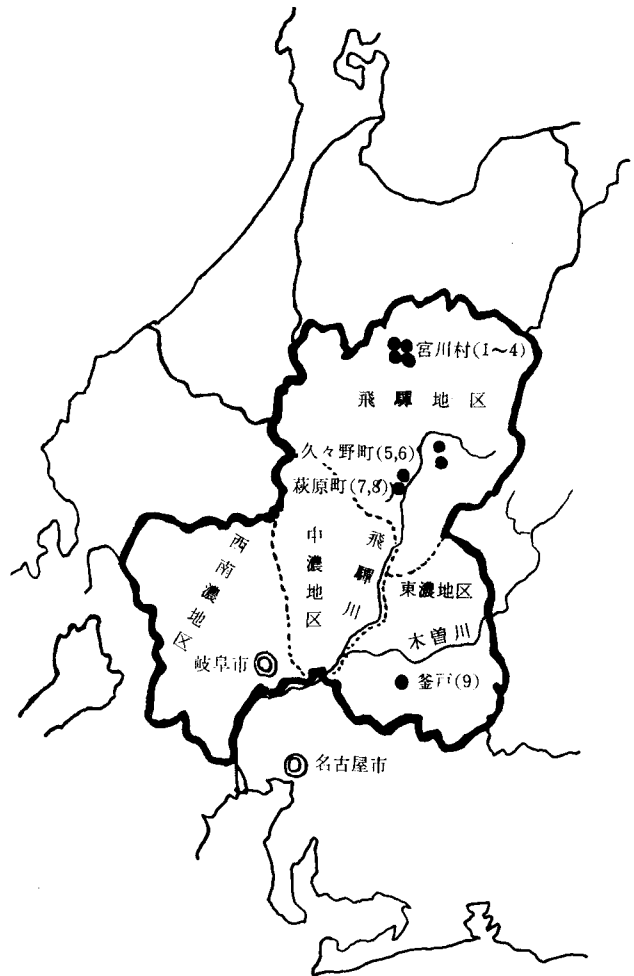 宮川村(1～4)
飛驒地区
久々野町(5,6)
萩原町(7,8)
西南濃地区
中濃地区
飛驒川
東濃地区
木曽川
岐阜市
釜戸(9)
名古屋市